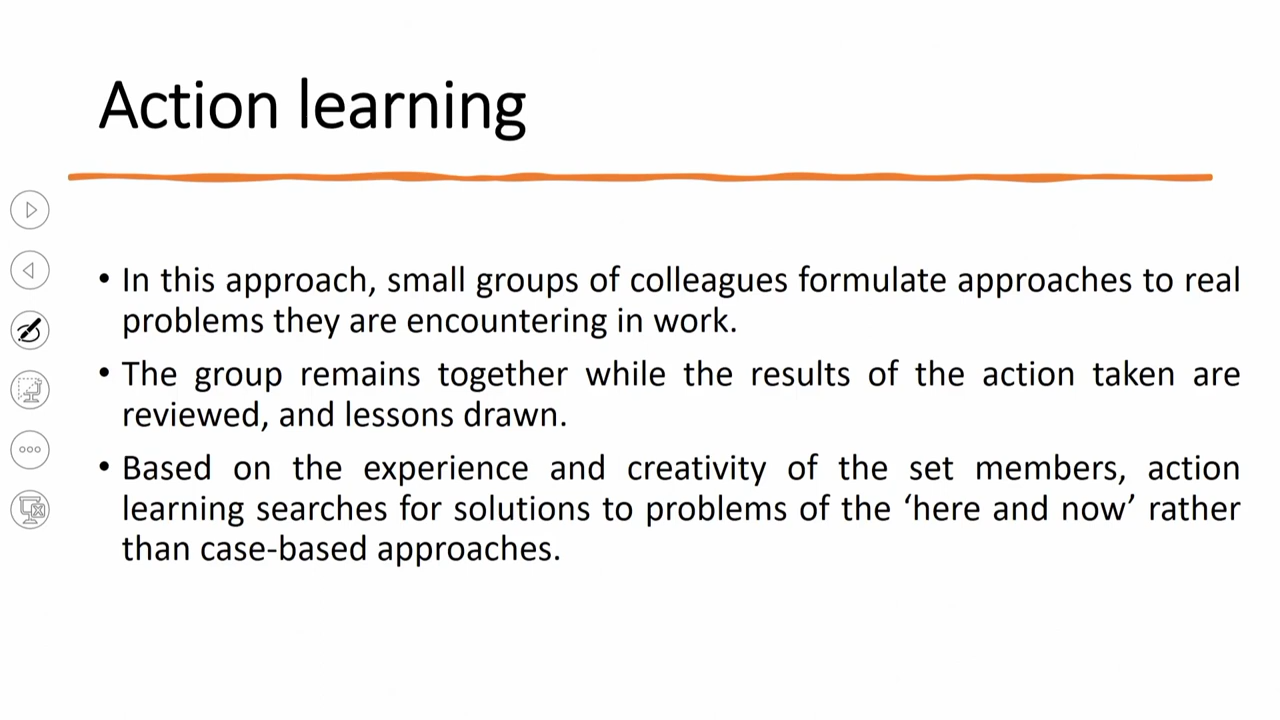 Action learning
• In this approach, small groups of colleagues formulate approaches to real
problems they are encountering in work.
• The group remains together while the results of the action taken are
reviewed, and lessons drawn.
• Based on the experience and creativity of the set members, action
learning searches for solutions to problems of the ‘here and now’ rather
than case-based approaches.